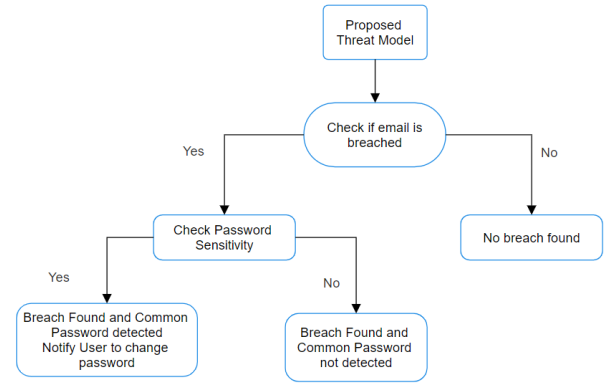 Proposed
Threat Model
Check if email is
breached
Yes
No
Check Password
Sensitivity
No breach found
Yes
No
Breach Found and Common
Password detected
Notify User to change
password
Breach Found and
Common Password
not detected